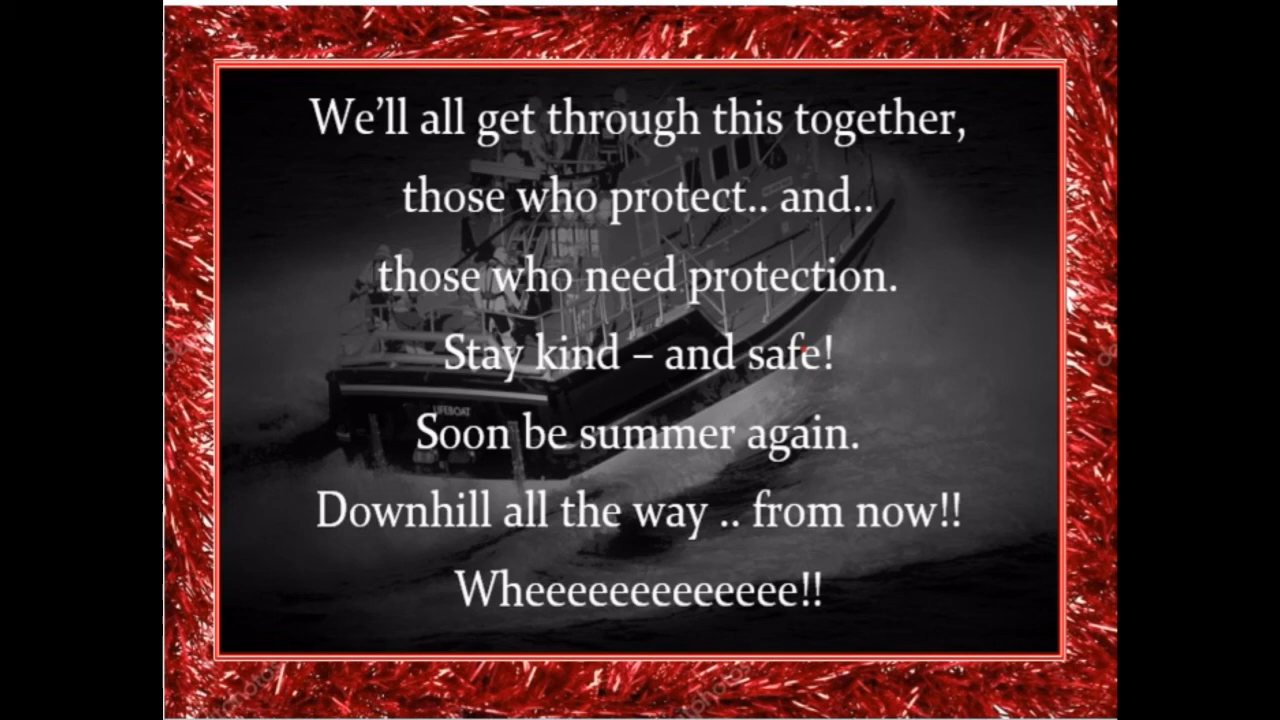 We’ll all get through this together,
those who protect.. and..
those who need protection.
Stay kind – and safe!
LIFEBOAT
Soon be summer again.
Downhill all the way .. from now!!
Wheeeeeeeeeeeee!!